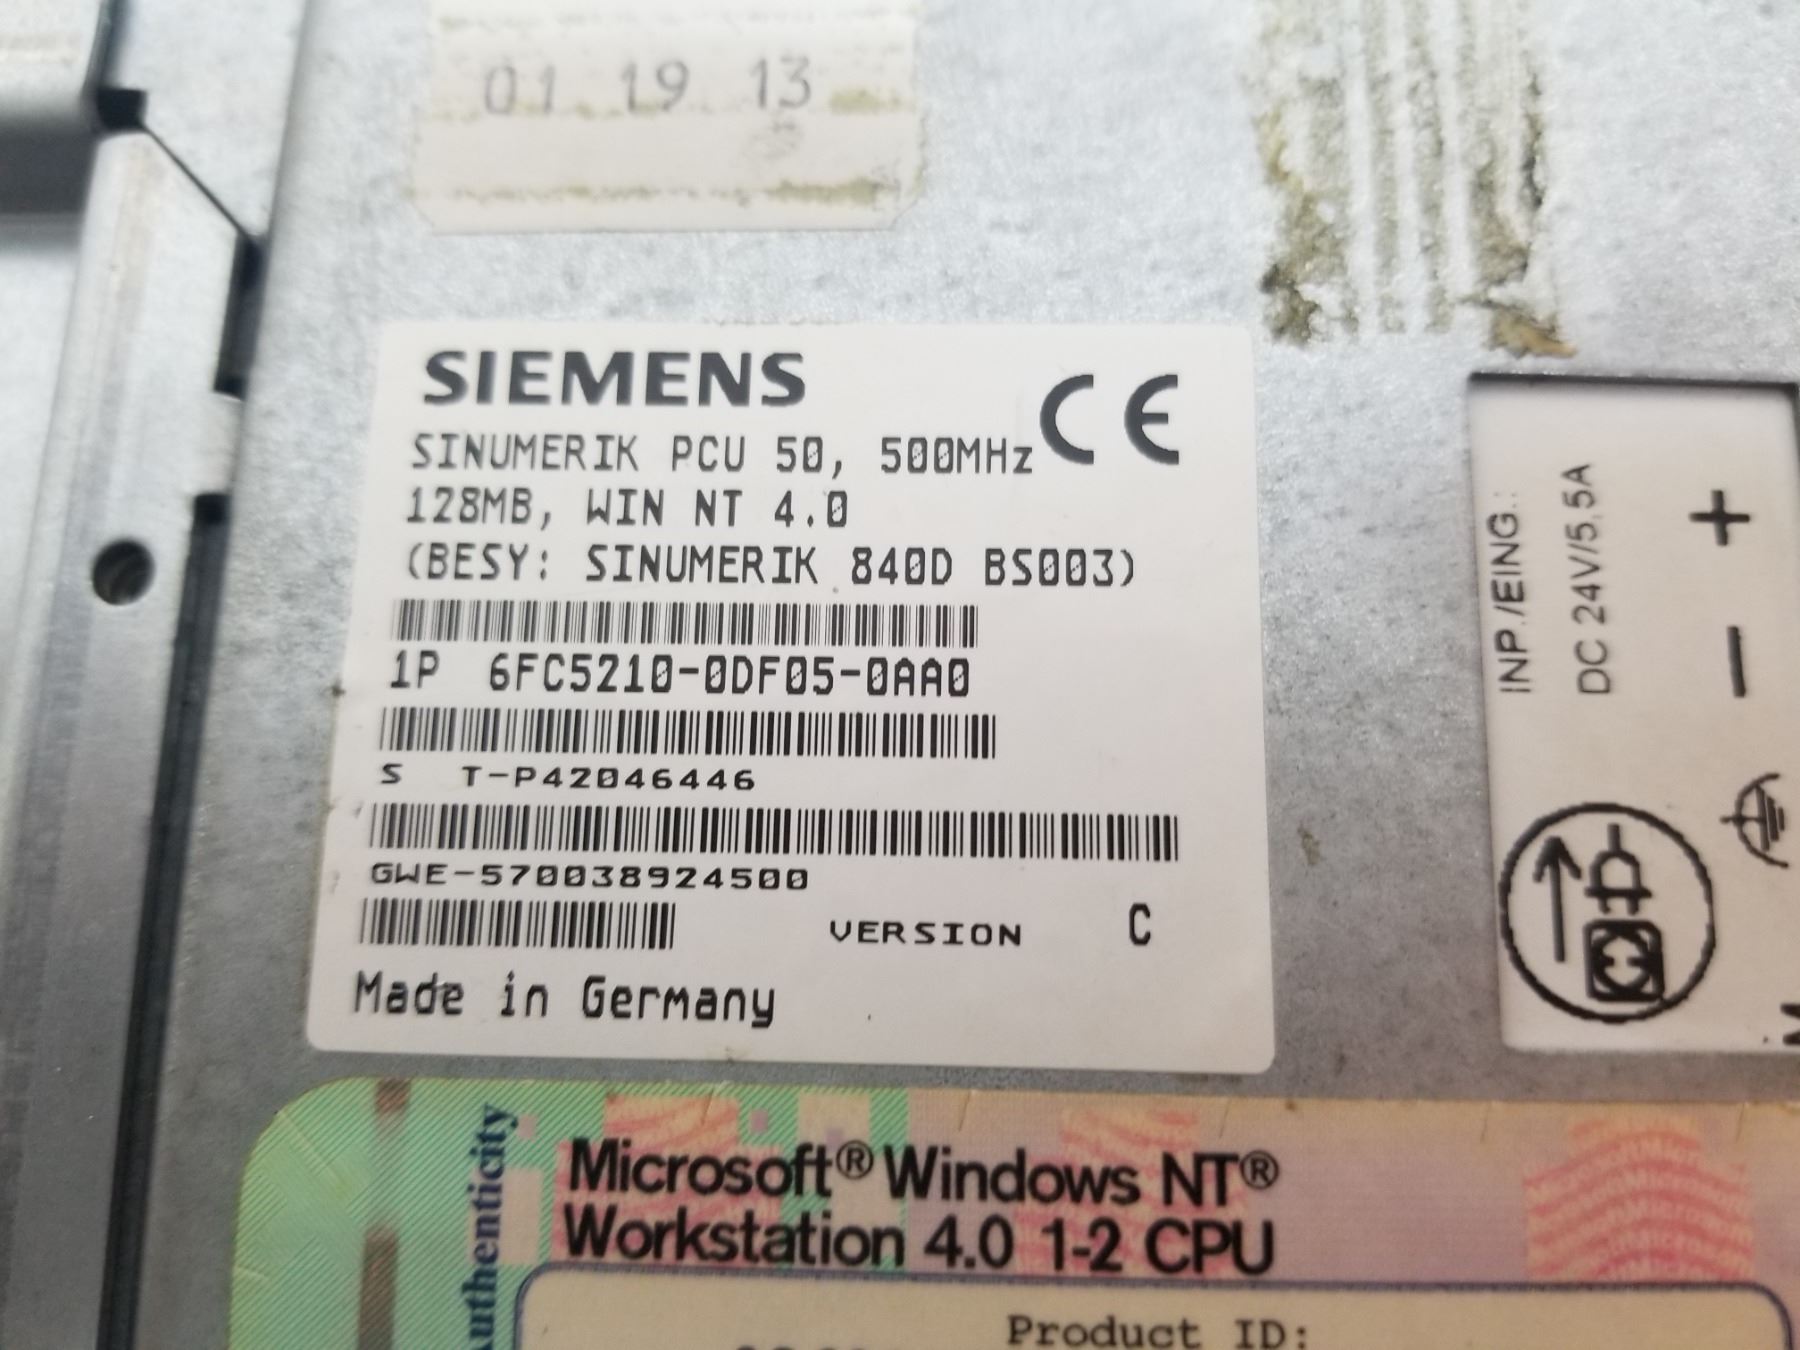 01 19 13
SIEMENS
CE
SINUMERIK PCU 50, 500MHz
128MB, WIN NT 4.0
(BESY: SINUMERIK 840D BS003)
1P 6FC5210-0DF05-0AA0
S T-P42046446
GWE-570038924500
VERSION C
Made in Germany
INP./EING.:
DC 24V/5,5A
+
−
Authenticity
Microsoft® Windows NT®
Workstation 4.0 1-2 CPU
Product ID: